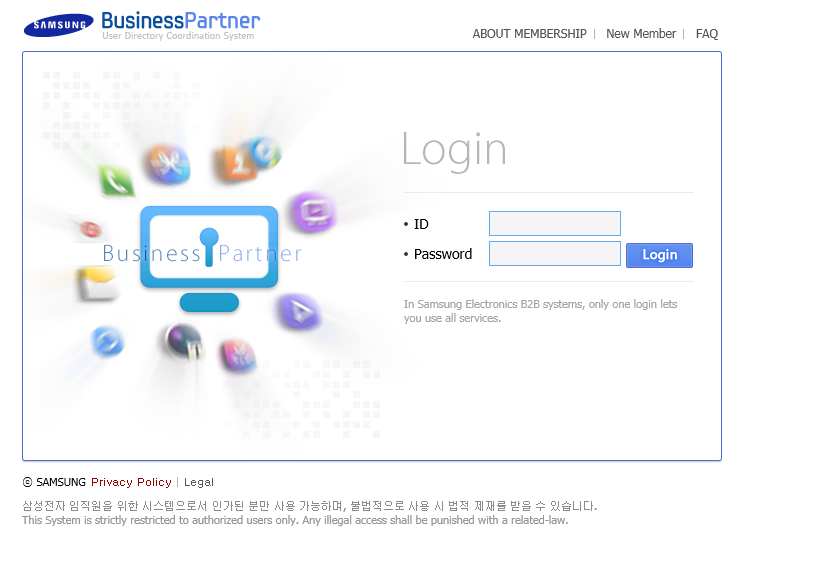 SAMSUNG BusinessPartner
User Directory Coordination System
ABOUT MEMBERSHIP | New Member | FAQ
Business Partner
Login
• ID
• Password Login
In Samsung Electronics B2B systems, only one login lets
you use all services.
ⓒ SAMSUNG Privacy Policy | Legal
삼성전자 임직원을 위한 시스템으로서 인가된 분만 사용 가능하며, 불법적으로 사용 시 법적 제재를 받을 수 있습니다.
This System is strictly restricted to authorized users only. Any illegal access shall be punished with a related-law.